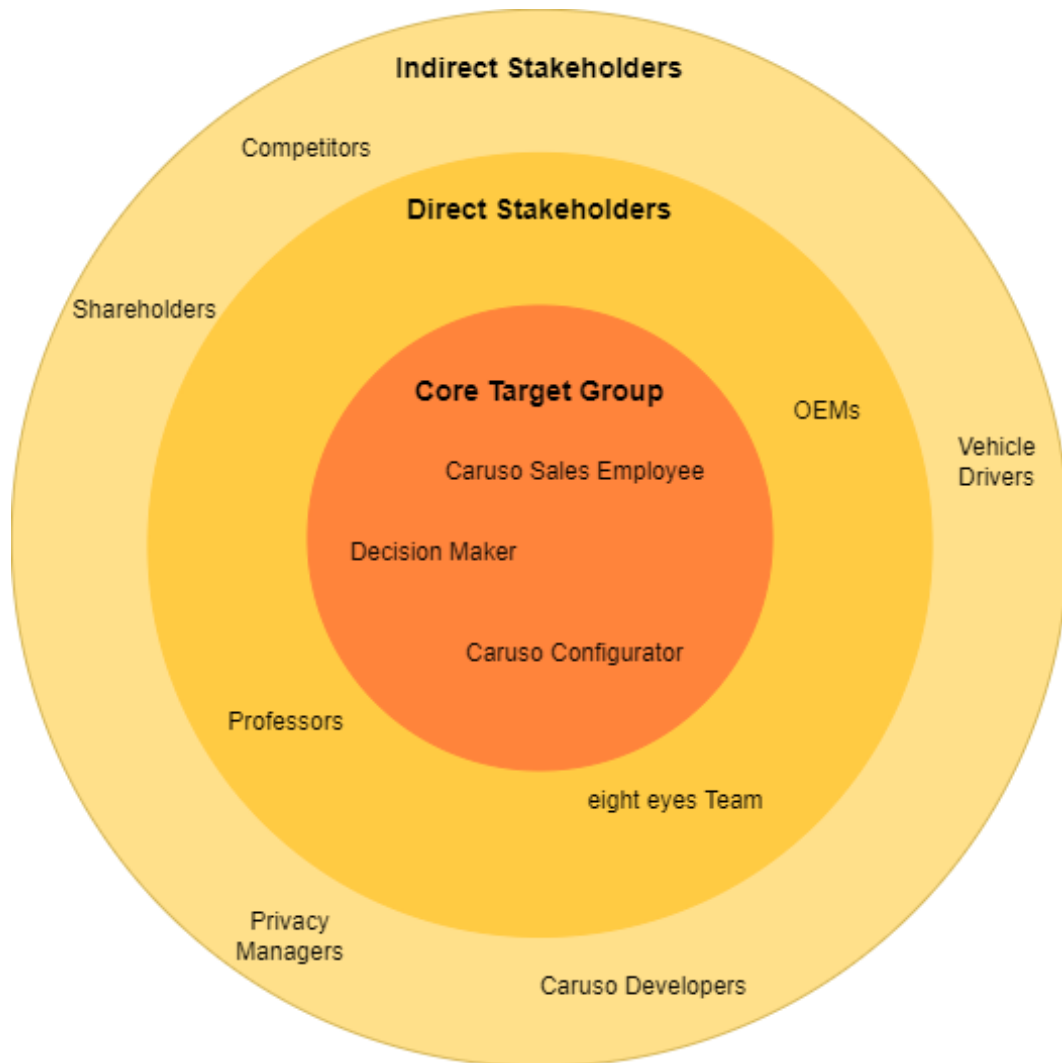 Indirect Stakeholders
Competitors
Direct Stakeholders
Shareholders
Core Target Group
OEMs
Vehicle
Drivers
Caruso Sales Employee
Decision Maker
Caruso Configurator
Professors
eight eyes Team
Privacy
Managers
Caruso Developers